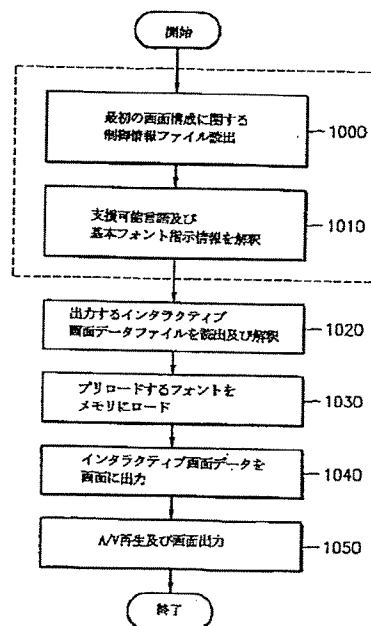 開始
最初の画面構成に関する
制御情報ファイル読出
1000
支援可能言語及び
基本フォント指示情報を解釈
1010
出力するインタラクティブ
画面データファイルを読出及び解釈
1020
プリロードするフォントを
メモリにロード
1030
インタラクティブ画面データを
画面に出力
1040
A/V再生及び画面出力
1050
終了